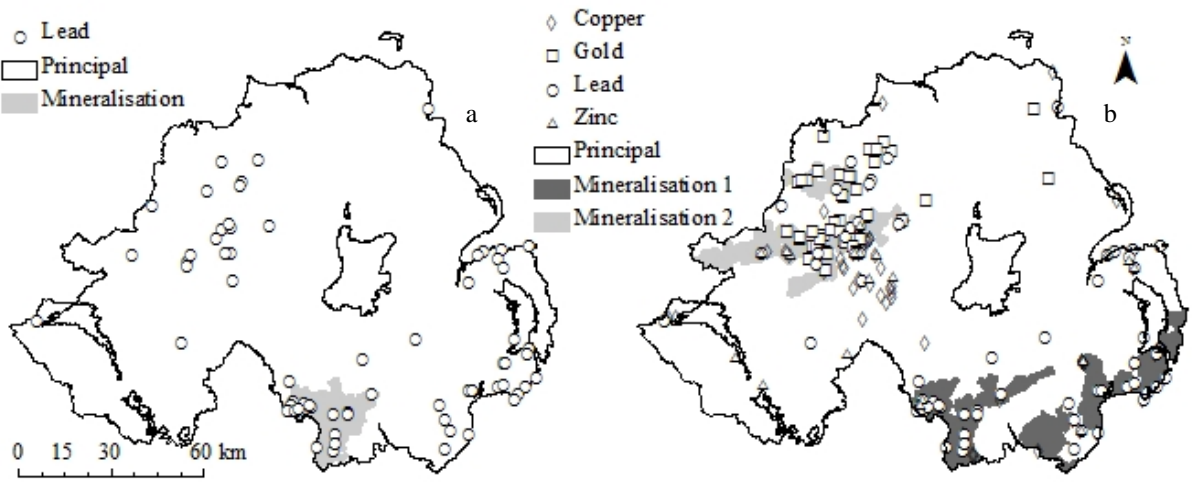 Lead
Principal
Mineralisation
a
0 15 30 60 km
Copper
Gold
Lead
Zinc
Principal
Mineralisation 1
Mineralisation 2
N
b